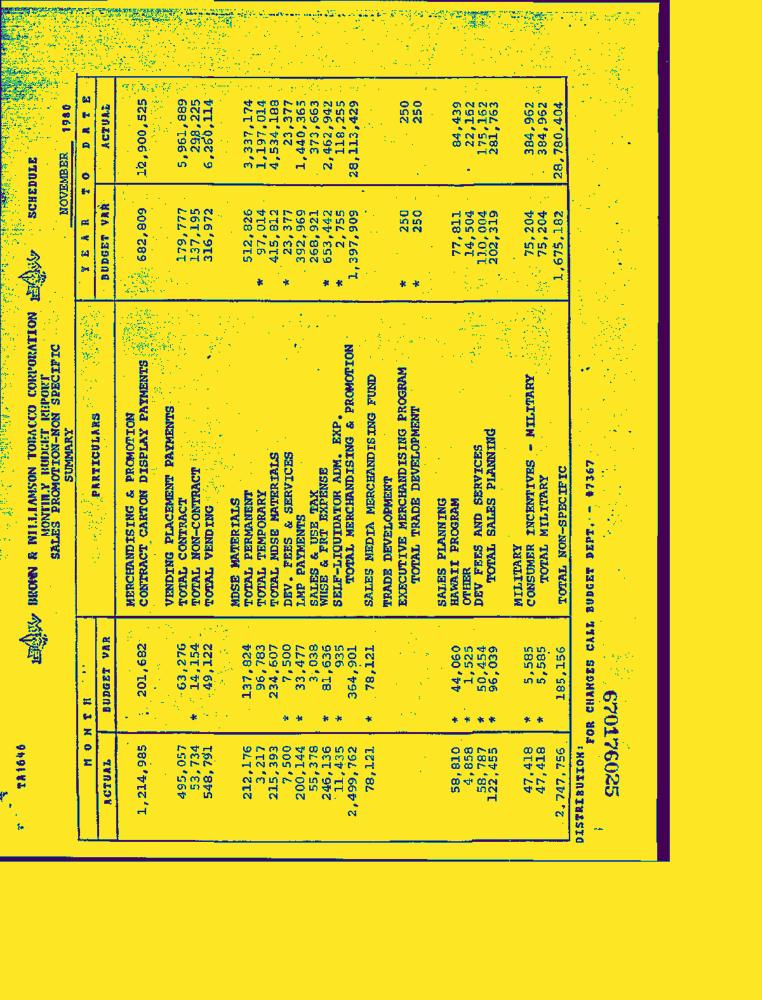 TA1646
BROWN & WILLIAMSON TOBACCO CORPORATION
MONTHLY BUDGET REPORT
SALES PROMOTION-NON SPECIFIC
SUMMARY
SCHEDULE
NOVEMBER 1980
MONTH PARTICULARS YEAR TO DATE
ACTUAL BUDGET VAR BUDGET VAR ACTUAL
MERCHANDISING & PROMOTION
1,214,985 201,682 CONTRACT CARTON DISPLAY PAYMENTS 682,809 12,900,525
VENDING PLACEMENT PAYMENTS
495,057 63,276 TOTAL CONTRACT 179,777 5,961,889
53,734 * 14,154 TOTAL NON-CONTRACT 137,195 298,225
548,791 49,122 TOTAL VENDING 316,972 6,260,114
MDSE MATERIALS
212,176 137,824 TOTAL PERMANENT 512,826 3,337,174
3,217 96,783 TOTAL TEMPORARY * 97,014 1,197,014
215,393 234,607 TOTAL MDSE MATERIALS 415,812 4,534,188
7,500 * 7,500 DEV. FEES & SERVICES * 23,377 23,377
200,144 * 33,477 LMP PAYMENTS 392,969 1,440,365
55,378 3,038 SALES & USE TAX 268,921 373,663
246,136 * 81,636 WHSE & FRT EXPENSE * 653,442 2,462,942
11,435 * 935 SELF-LIQUIDATOR ADM. EXP. * 2,755 118,255
2,499,762 364,901 TOTAL MERCHANDISING & PROMOTION 1,397,909 28,113,429
78,121 * 78,121 SALES MEDIA MERCHANDISING FUND
TRADE DEVELOPMENT
EXECUTIVE MERCHANDISING PROGRAM * 250 250
TOTAL TRADE DEVELOPMENT * 250 250
SALES PLANNING
58,810 * 44,060 HAWAII PROGRAM 77,811 84,439
4,858 * 1,525 OTHER 14,504 22,162
58,787 * 50,454 DEV FEES AND SERVICES 110,004 175,162
122,455 * 96,039 TOTAL SALES PLANNING 202,319 281,763
MILITARY
47,418 * 5,585 CONSUMER INCENTIVES - MILITARY 75,204 384,962
47,418 * 5,585 TOTAL MILITARY 75,204 384,962
2,747,756 185,156 TOTAL NON-SPECIFIC 1,675,182 28,780,404
DISTRIBUTION:
FOR CHANGES CALL BUDGET DEPT. - #7367
670176025